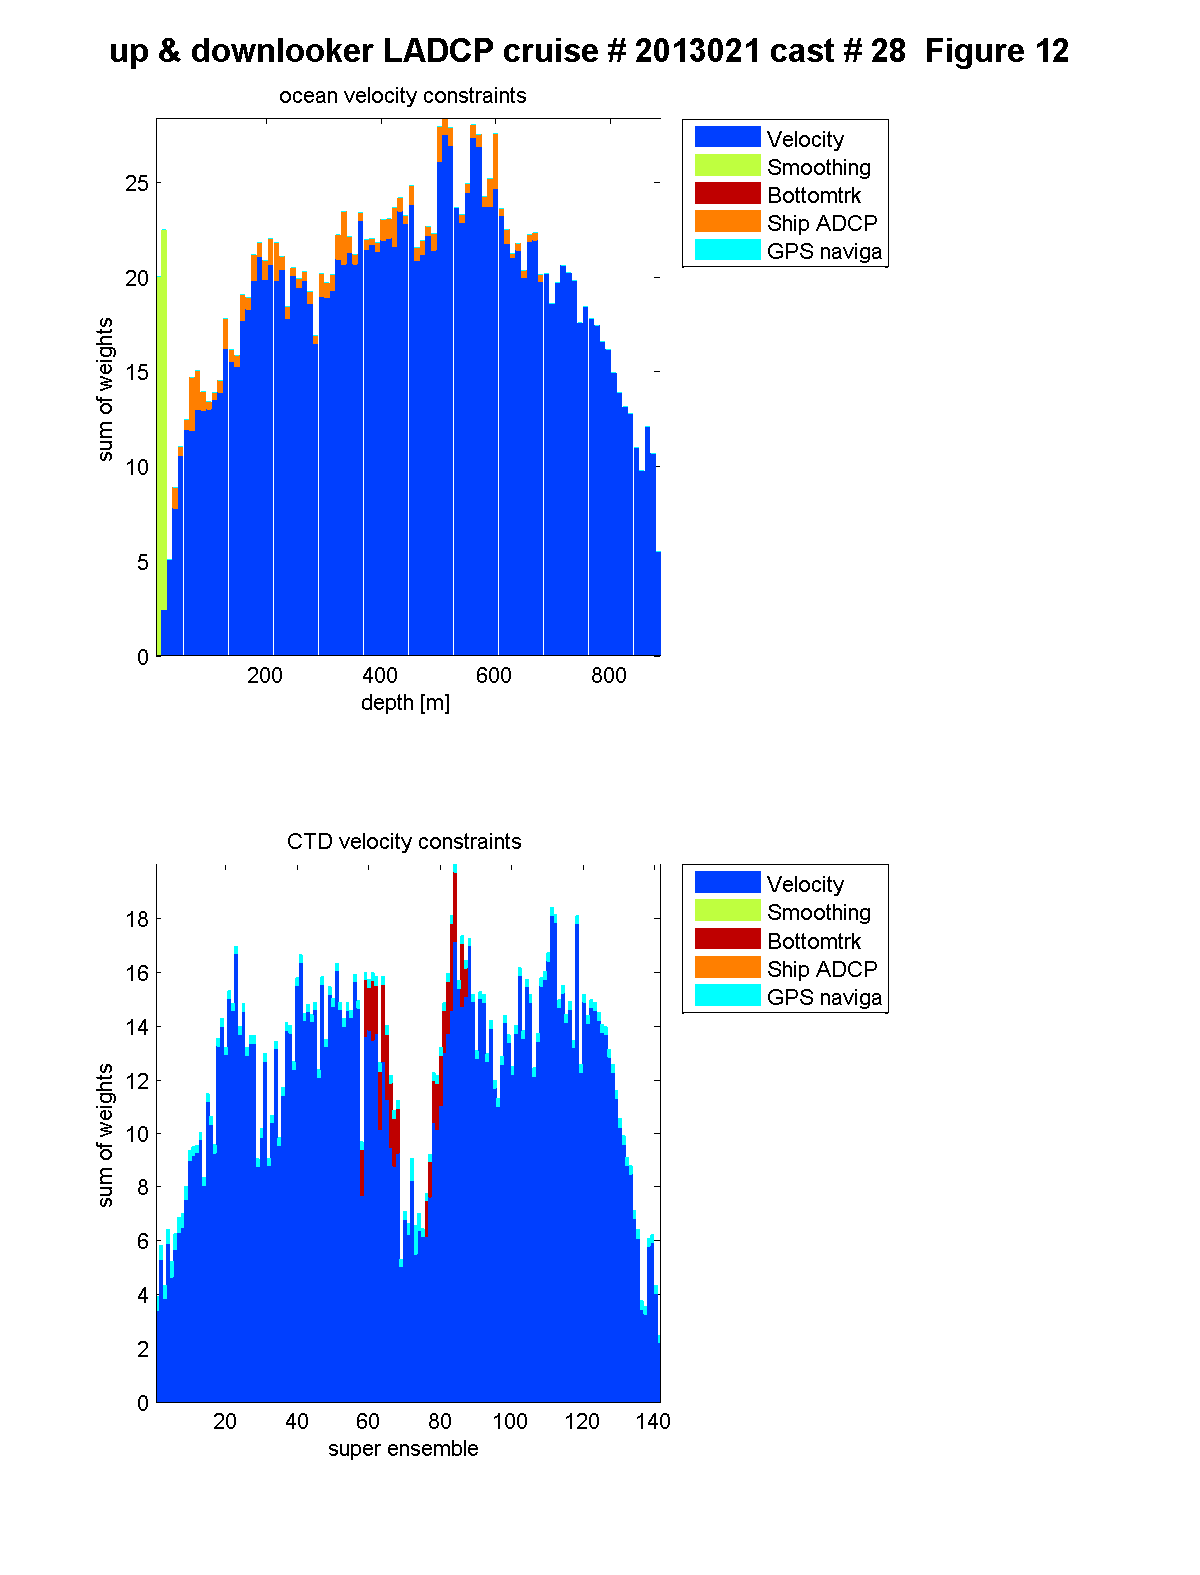 up & downlooker LADCP cruise # 2013021 cast # 28  Figure 12
ocean velocity constraints
Velocity
Smoothing
Bottomtrk
Ship ADCP
GPS naviga
25
20
15
10
5
0
sum of weights
200 400 600 800
depth [m]
CTD velocity constraints
Velocity
Smoothing
Bottomtrk
Ship ADCP
GPS naviga
18
16
14
12
10
8
6
4
2
0
sum of weights
20 40 60 80 100 120 140
super ensemble